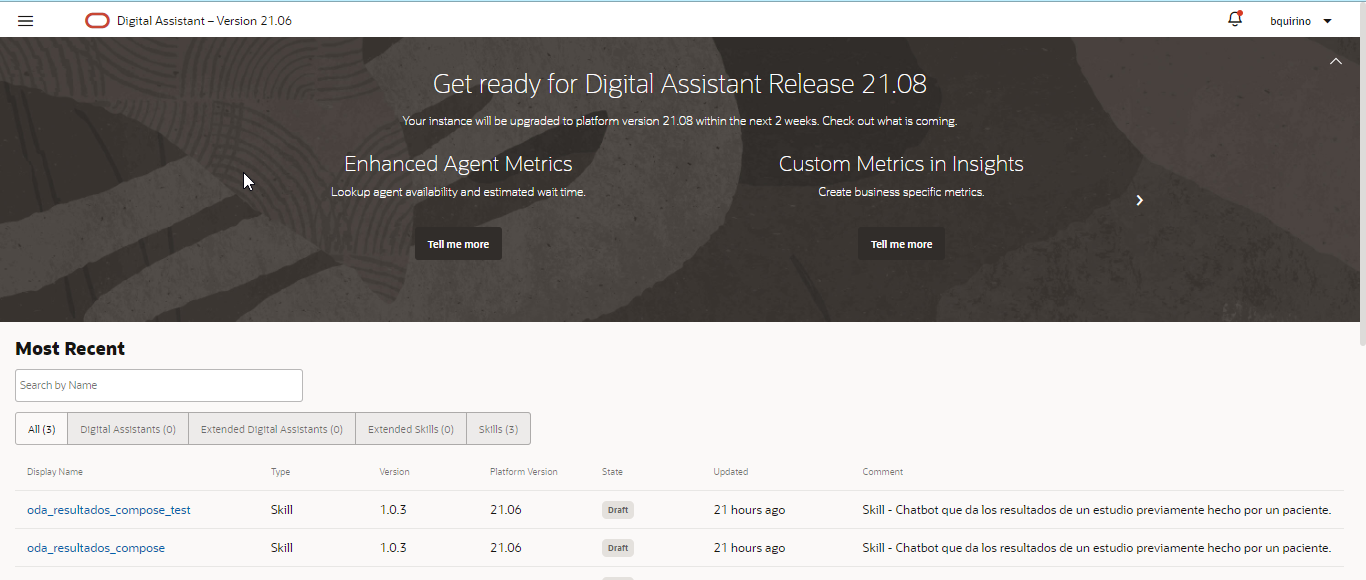 Digital Assistant – Version 21.06
bquirino
Get ready for Digital Assistant Release 21.08
Your instance will be upgraded to platform version 21.08 within the next 2 weeks. Check out what is coming.
Enhanced Agent Metrics
Lookup agent availability and estimated wait time.
Tell me more
Custom Metrics in Insights
Create business specific metrics.
Tell me more
Most Recent
Search by Name
All (3) Digital Assistants (0) Extended Digital Assistants (0) Extended Skills (0) Skills (3)
Display Name Type Version Platform Version State Updated Comment
oda_resultados_compose_test Skill 1.0.3 21.06 Draft 21 hours ago Skill - Chatbot que da los resultados de un estudio previamente hecho por un paciente.
oda_resultados_compose Skill 1.0.3 21.06 Draft 21 hours ago Skill - Chatbot que da los resultados de un estudio previamente hecho por un paciente.